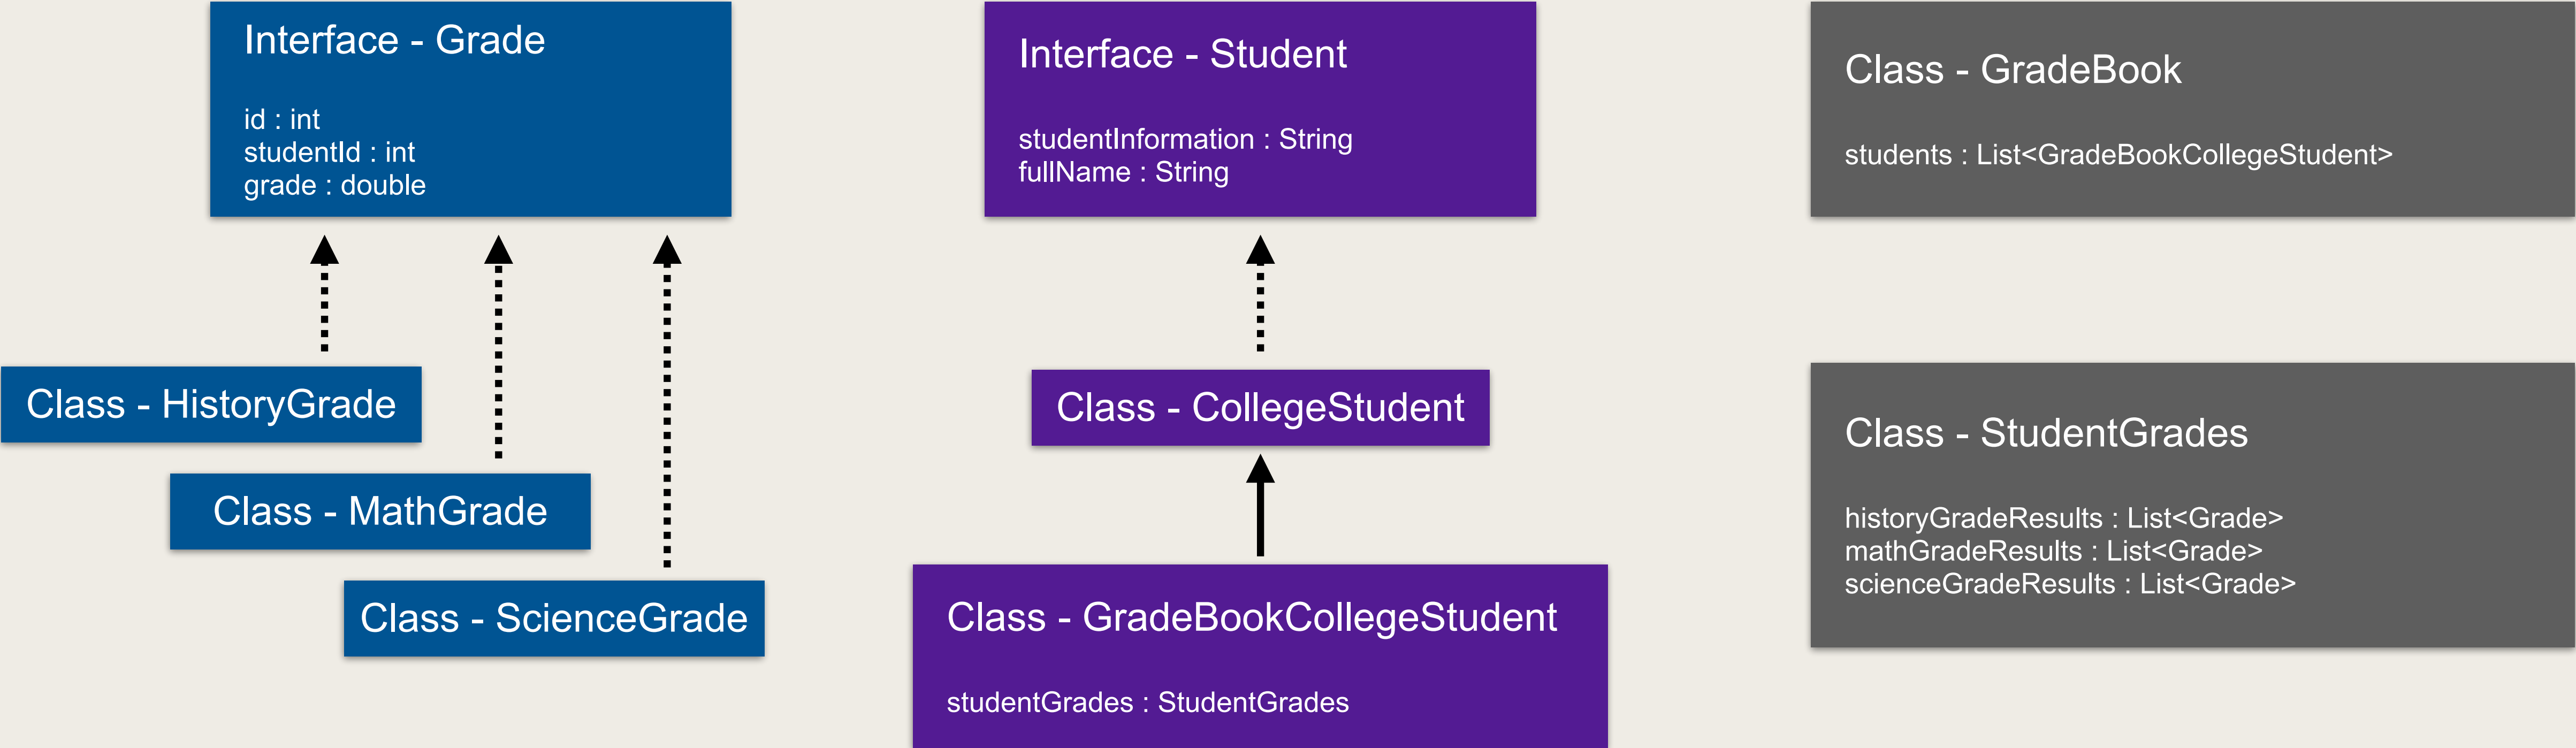 Interface - Grade
id : int
studentId : int
grade : double
Class - HistoryGrade
Class - MathGrade
Class - ScienceGrade
Interface - Student
studentInformation : String
fullName : String
Class - CollegeStudent
Class - GradeBookCollegeStudent
studentGrades : StudentGrades
Class - GradeBook
students : List<GradeBookCollegeStudent>
Class - StudentGrades
historyGradeResults : List<Grade>
mathGradeResults : List<Grade>
scienceGradeResults : List<Grade>